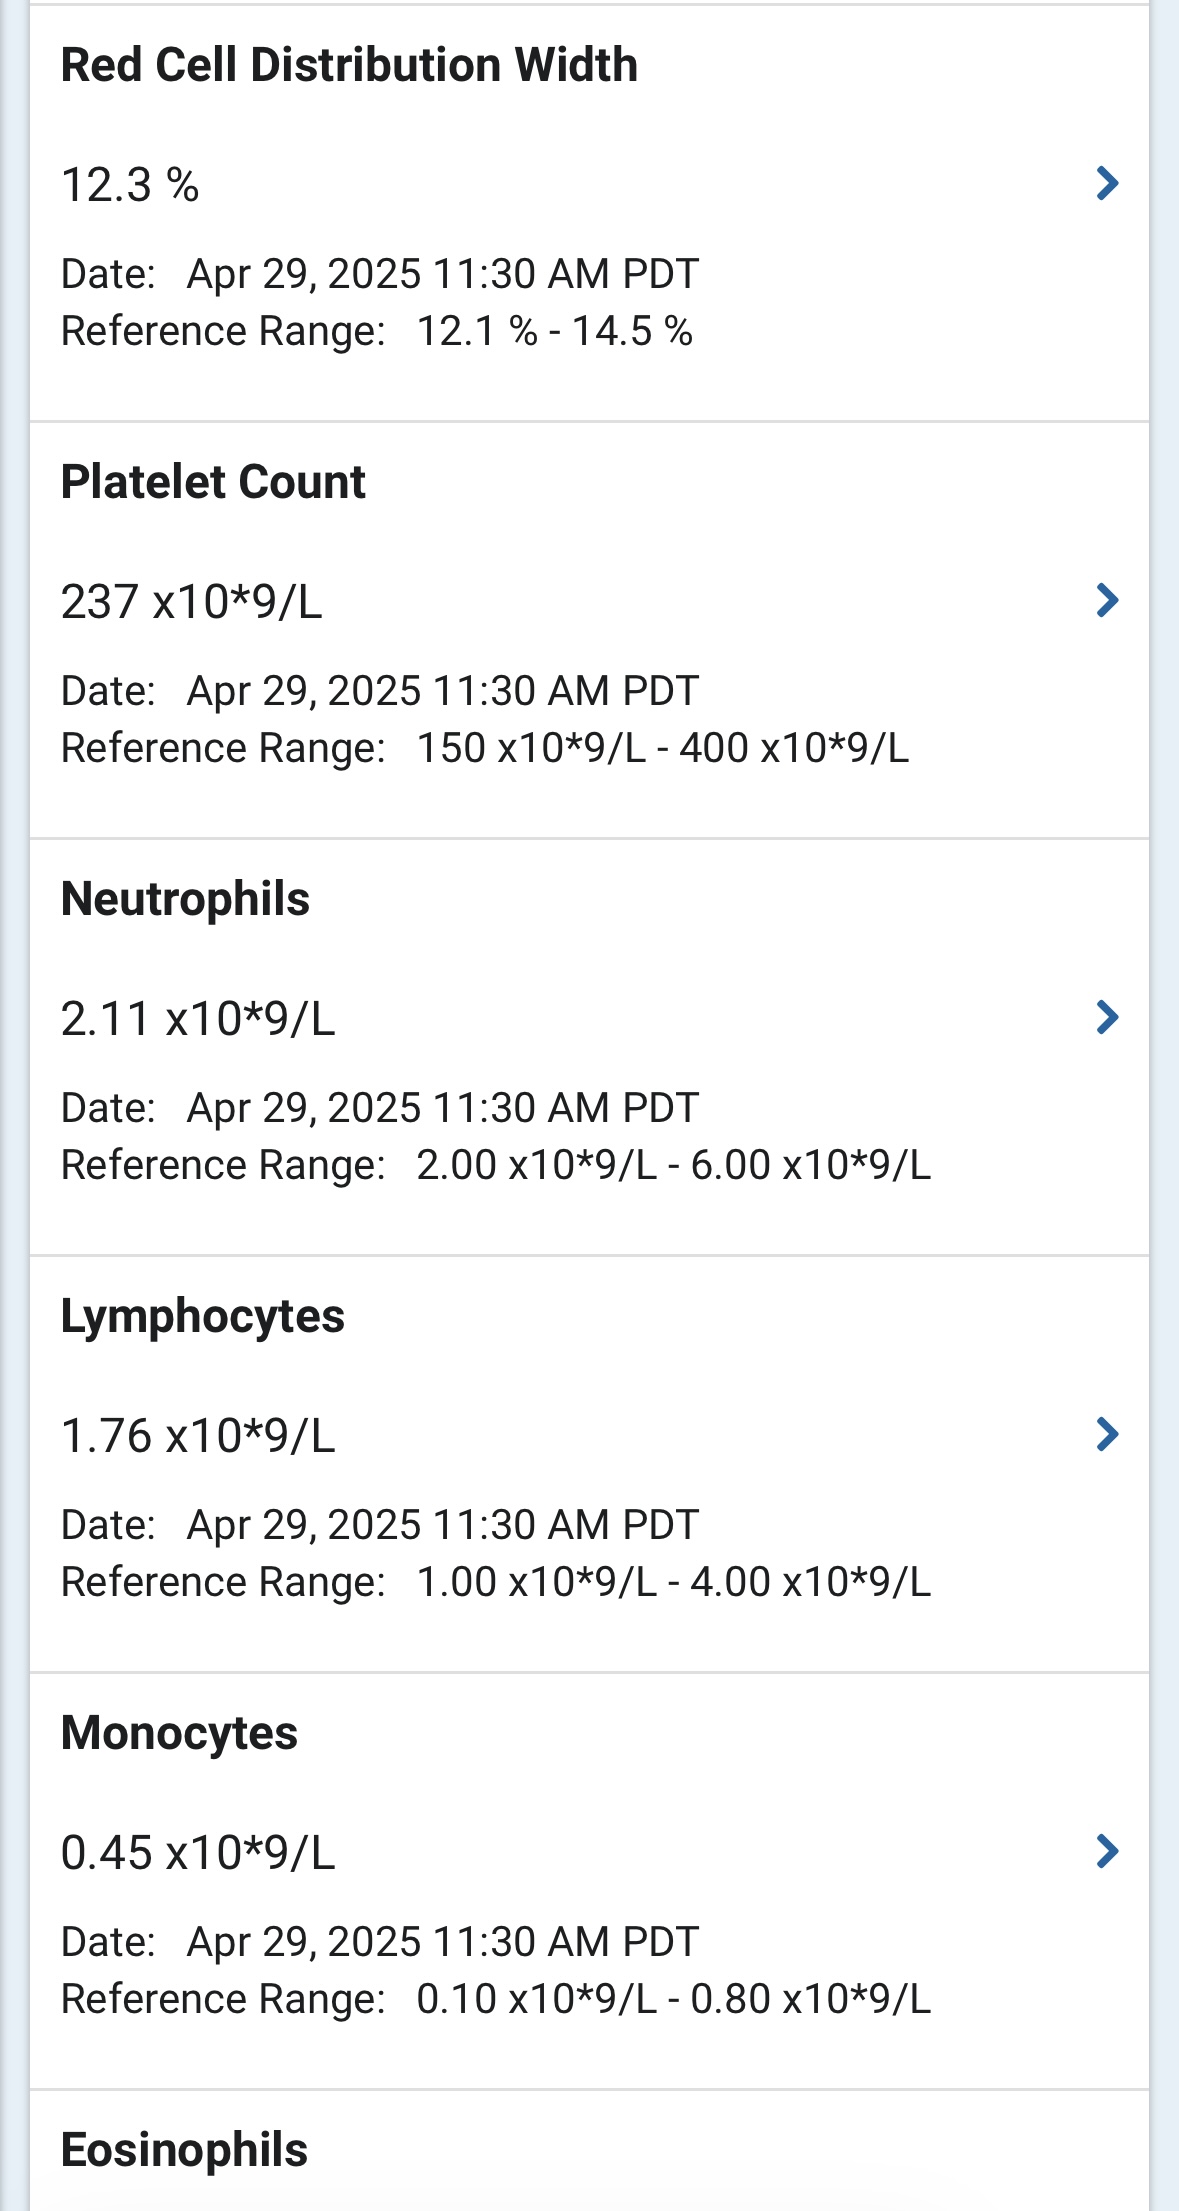 Red Cell Distribution Width
12.3 %
Date: Apr 29, 2025 11:30 AM PDT
Reference Range: 12.1 % - 14.5 %
Platelet Count
237 x10*9/L
Date: Apr 29, 2025 11:30 AM PDT
Reference Range: 150 x10*9/L - 400 x10*9/L
Neutrophils
2.11 x10*9/L
Date: Apr 29, 2025 11:30 AM PDT
Reference Range: 2.00 x10*9/L - 6.00 x10*9/L
Lymphocytes
1.76 x10*9/L
Date: Apr 29, 2025 11:30 AM PDT
Reference Range: 1.00 x10*9/L - 4.00 x10*9/L
Monocytes
0.45 x10*9/L
Date: Apr 29, 2025 11:30 AM PDT
Reference Range: 0.10 x10*9/L - 0.80 x10*9/L
Eosinophils